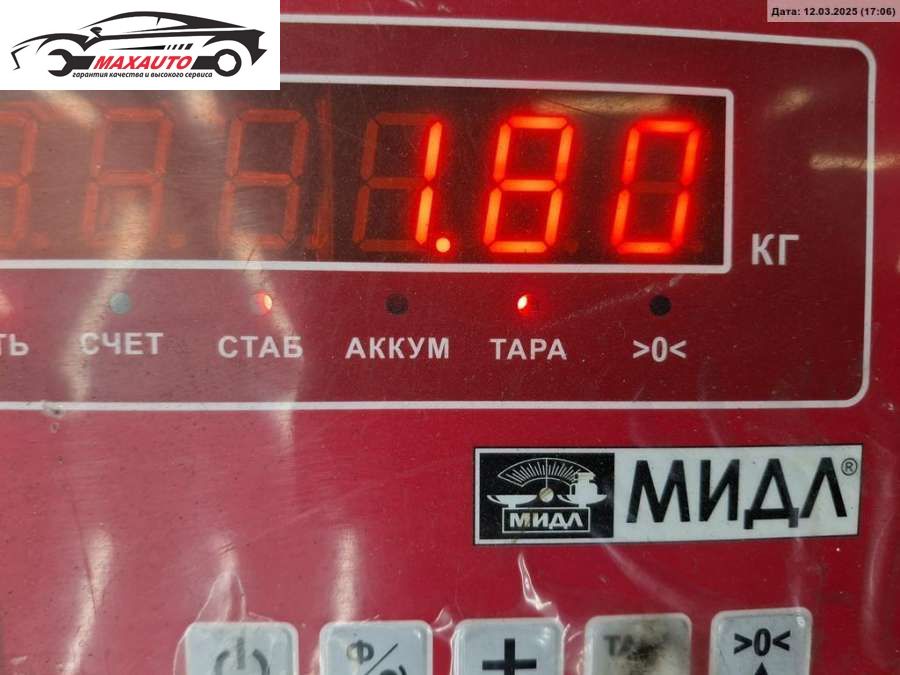 Дата: 12.03.2025 (17:06)
MAXAUTO
гарантия качества и высокого сервиса
1.80
КГ
ТЬ СЧЕТ СТАБ АККУМ ТАРА >0<
МИДЛ МИДЛ®
Ф/
+
>0<